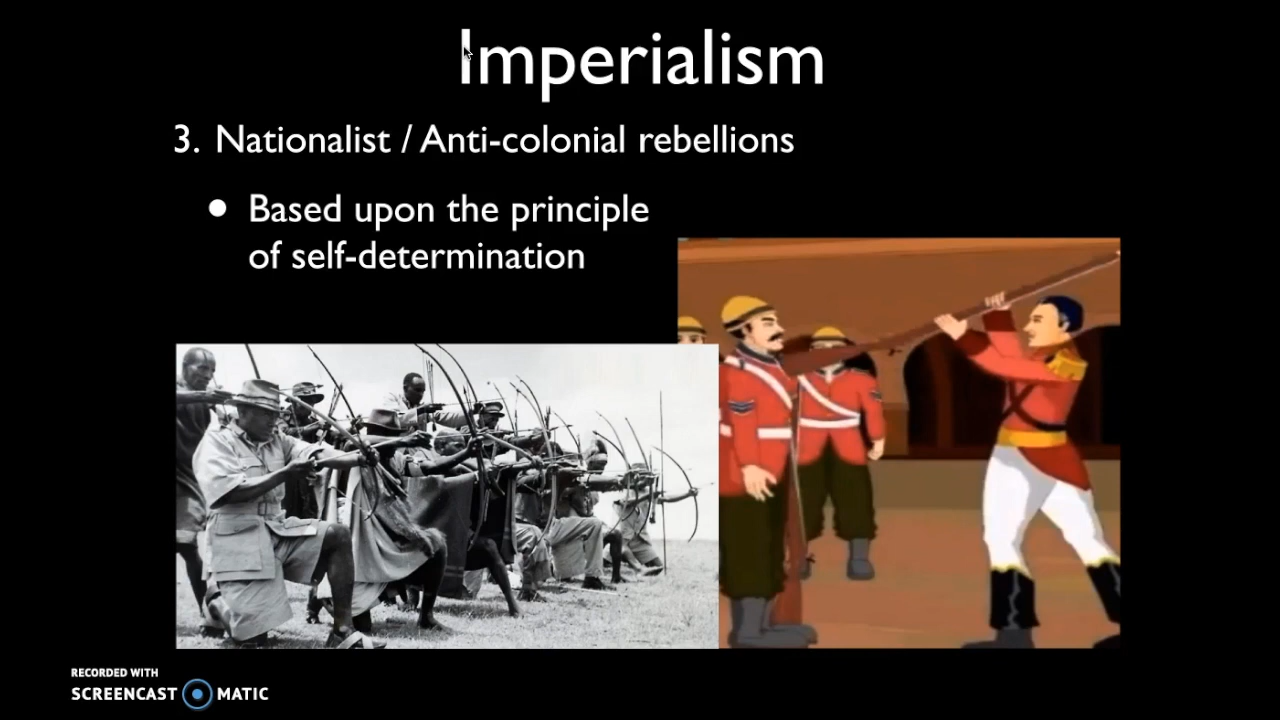 Imperialism
3. Nationalist / Anti-colonial rebellions
● Based upon the principle
of self-determination
RECORDED WITH
SCREENCAST MATIC